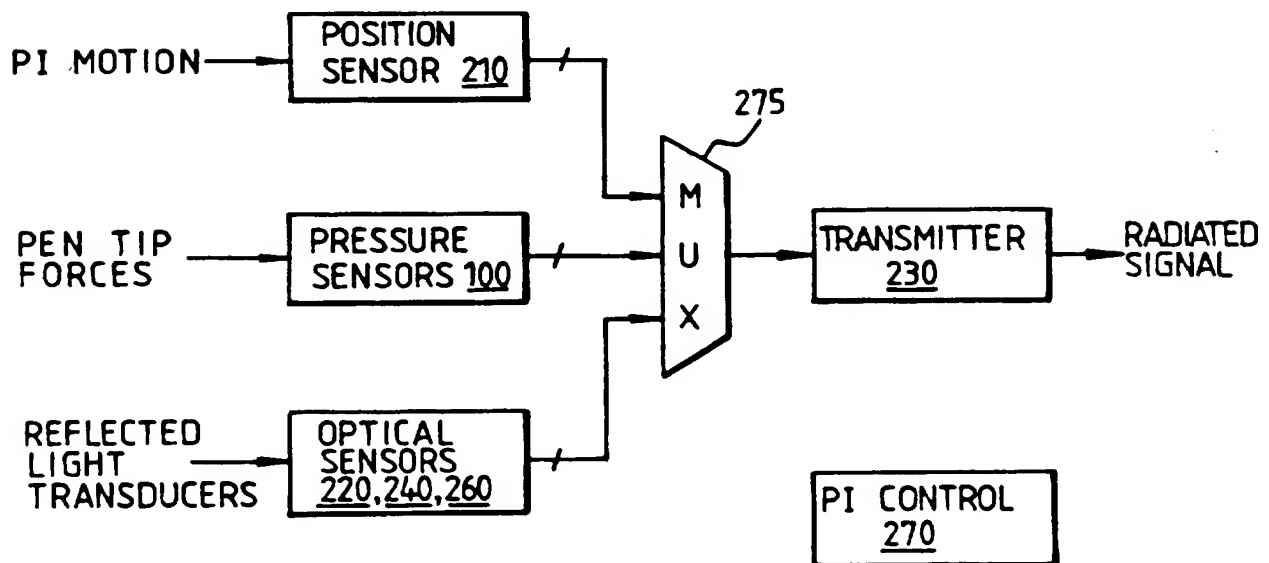 PI MOTION
POSITION
SENSOR 210
275
M
U
X
PEN TIP
FORCES
PRESSURE
SENSORS 100
TRANSMITTER
230
RADIATED
SIGNAL
REFLECTED
LIGHT
TRANSDUCERS
OPTICAL
SENSORS
220, 240, 260
PI CONTROL
270